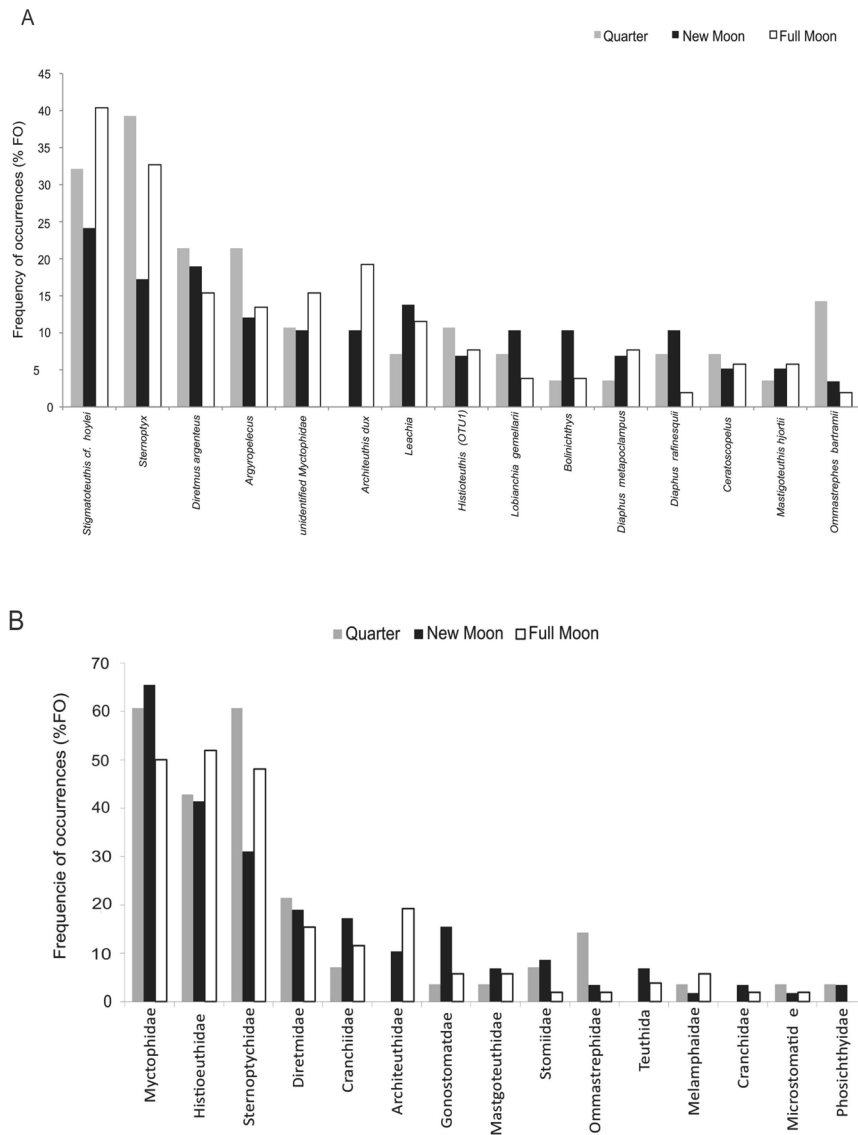 A
Quarter New Moon Full Moon
Frequency of occurrences (% FO)
45
40
35
30
25
20
15
10
5
0
Stigmatoteuthis cf. hoylei
Sternoptyx
Diretmus argenteus
Argyropelecus
unidentified Myctophidae
Architeuthis dux
Leachia
Histioteuthis (OTU1)
Lobianchia gemellarii
Bolinichthys
Diaphus metapoclampus
Diaphus rafinesquii
Ceratoscopelus
Mastigoteuthis hjortii
Ommastrephes bartramii
B
Quarter New Moon Full Moon
Frequencie of occurrences (%FO)
70
60
50
40
30
20
10
0
Myctophidae
Histioeuthidae
Sternoptychidae
Diretmidae
Cranchiidae
Architeuthidae
Gonostomatdae
Mastgoteuthidae
Stomiidae
Ommastrephidae
Teuthida
Melamphaidae
Cranchidae
Microstomatid e
Phosichthyidae